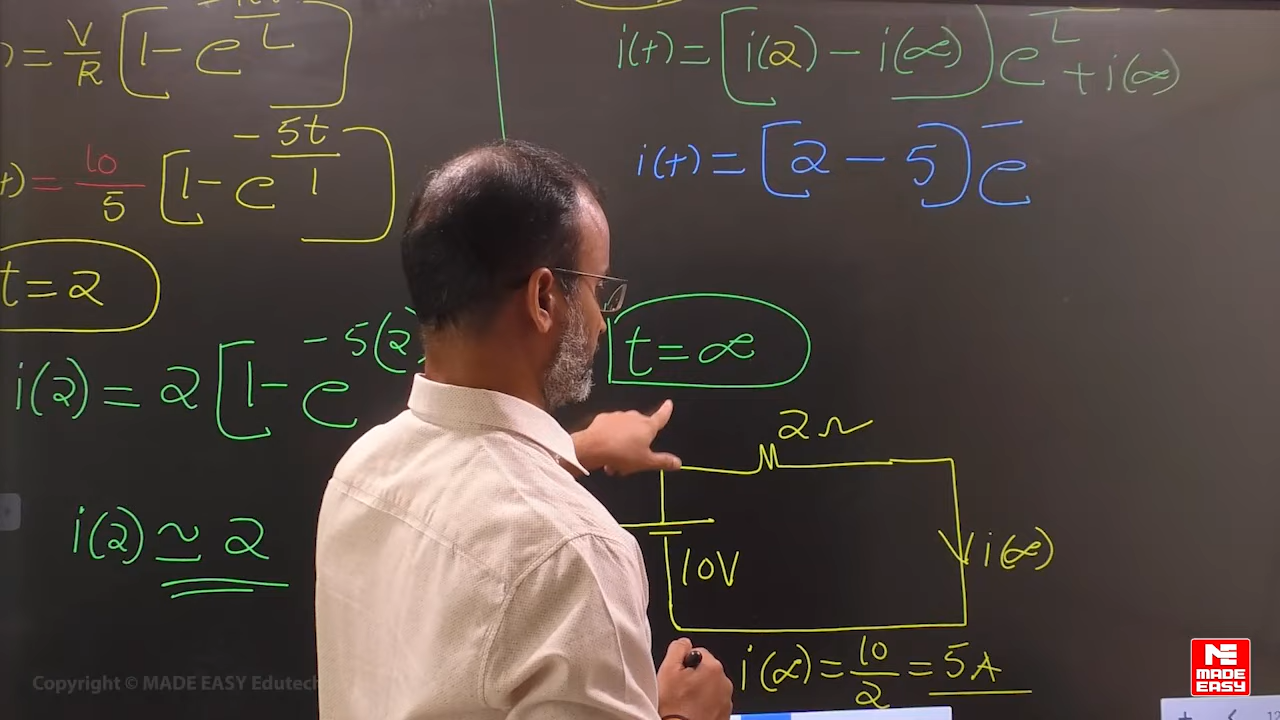 ) = V/R [1 - e^L]
t) = 10/5 [1 - e^(-5t/1)]
t = 2
i(2) = 2 [1 - e^(-5(2)
i(2) ≃ 2
i(t) = [i(2) - i(∞)] e^L + i(∞)
i(t) = [2 - 5] e^-
t = ∞
2Ω
10V
i(∞)
i(∞) = 10/2 = 5A
Copyright © MADE EASY Edutech
ME
MADE
EASY